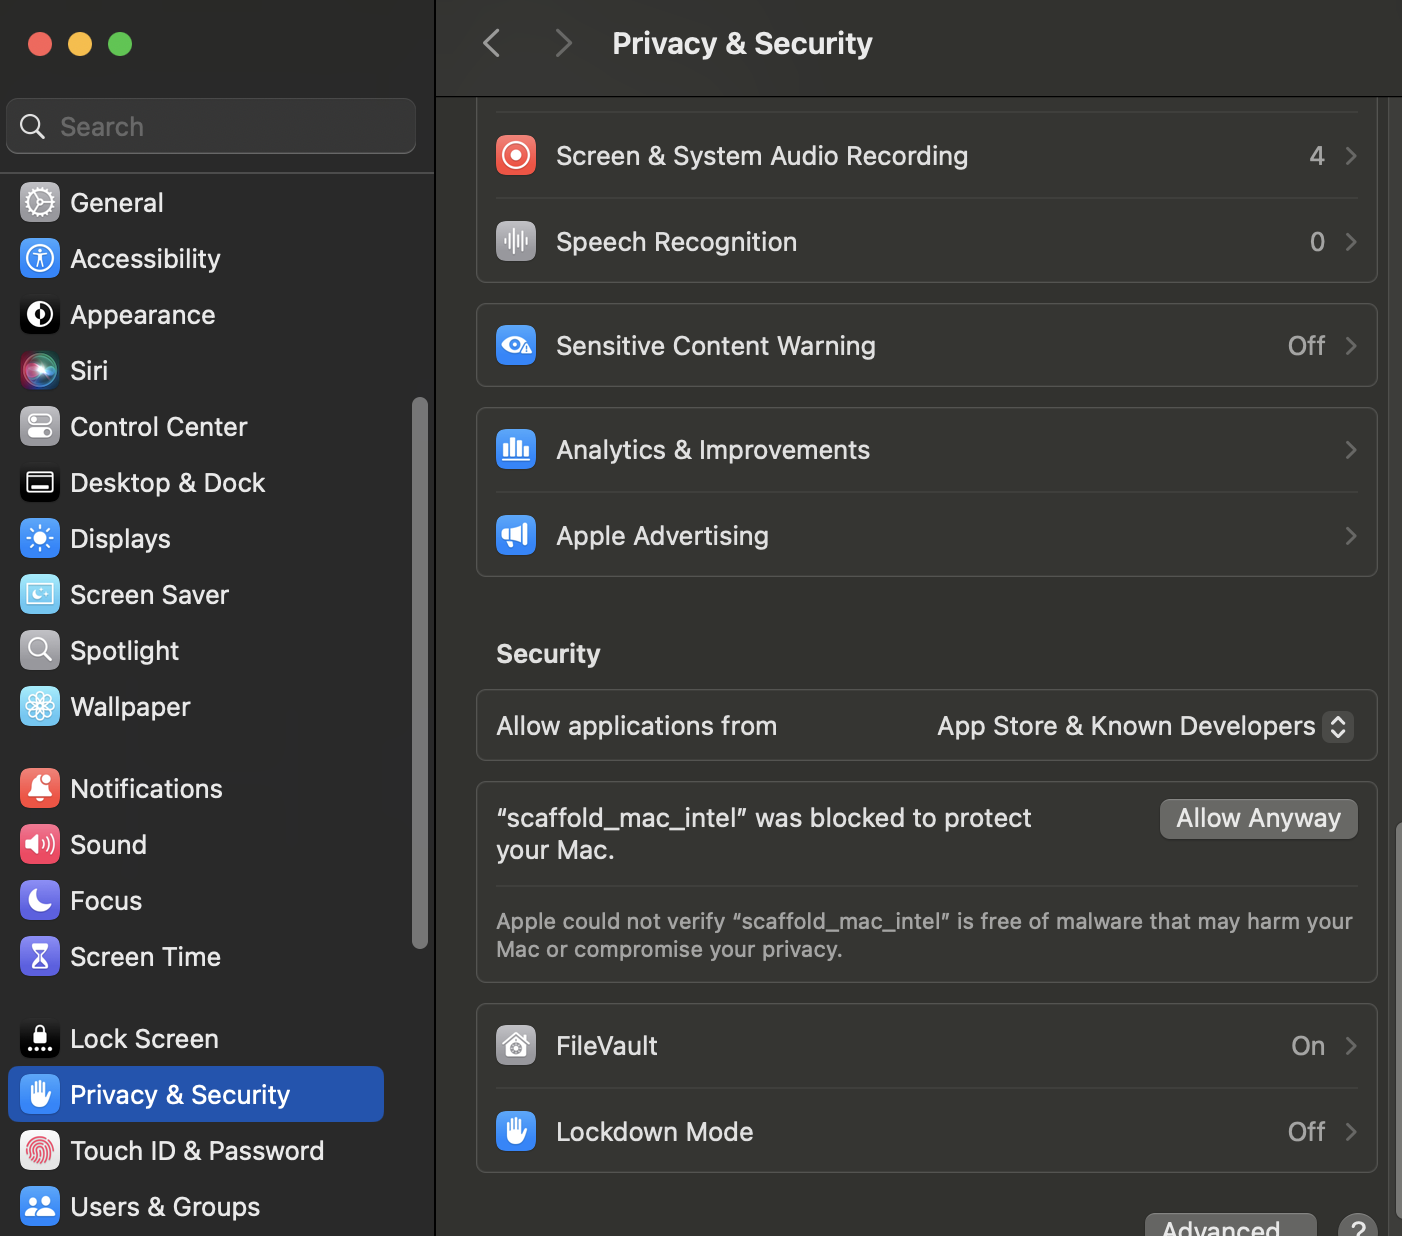 Privacy & Security
Search
General
Accessibility
Appearance
Siri
Control Center
Desktop & Dock
Displays
Screen Saver
Spotlight
Wallpaper
Notifications
Sound
Focus
Screen Time
Lock Screen
Privacy & Security
Touch ID & Password
Users & Groups
Screen & System Audio Recording 4
Speech Recognition 0
Sensitive Content Warning Off
Analytics & Improvements
Apple Advertising
Security
Allow applications from App Store & Known Developers
“scaffold_mac_intel” was blocked to protect
your Mac.
Allow Anyway
Apple could not verify “scaffold_mac_intel” is free of malware that may harm your
Mac or compromise your privacy.
FileVault On
Lockdown Mode Off
Advanced ?